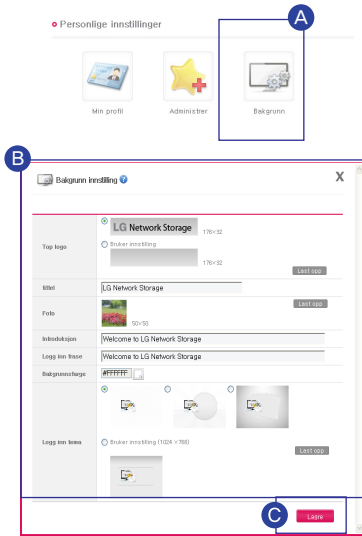 A
Personlige innstillinger
Min profil
Administrer
Bakgrunn
B
Bakgrunn innstilling ?
X
Top logo
LG Network Storage
176×32
Bruker innstilling
176×32
Last opp
tittel
LG Network Storage
Foto
50×50
Last opp
Introduksjon
Welcome to LG Network Storage
Logg inn frase
Welcome to LG Network Storage
Bakgrunnsfarge
#FFFFFF
Logg inn tema
Bruker innstilling (1024 ×768)
Last opp
C
Lagre